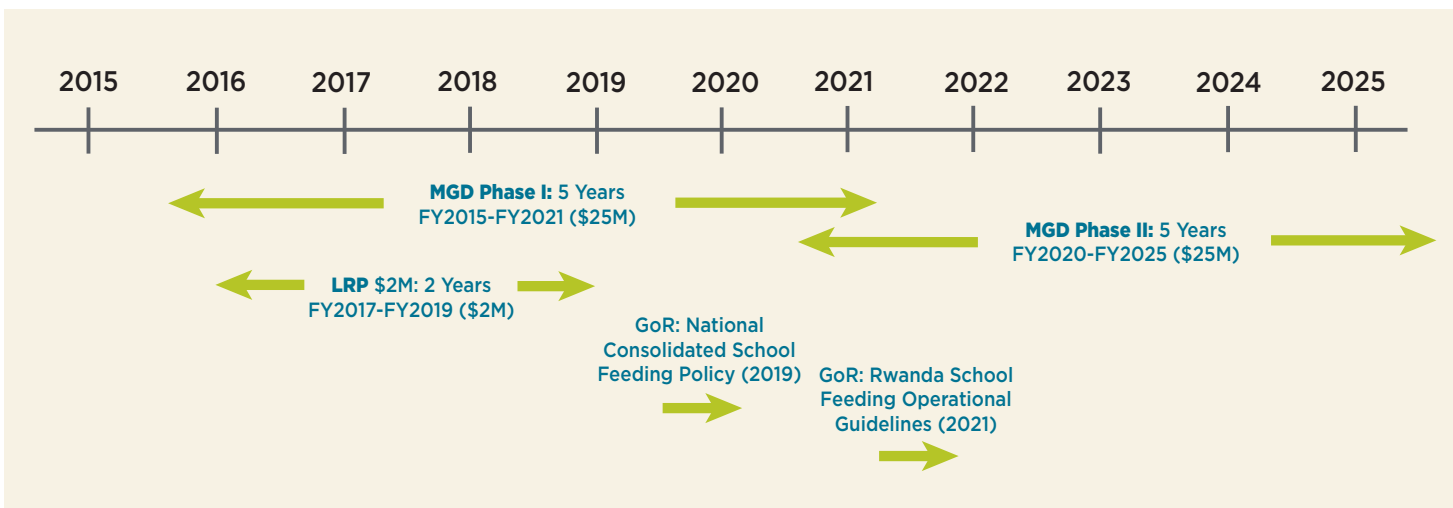 2015 2016 2017 2018 2019 2020 2021 2022 2023 2024 2025
MGD Phase I: 5 Years
FY2015-FY2021 ($25M)
MGD Phase II: 5 Years
FY2020-FY2025 ($25M)
LRP $2M: 2 Years
FY2017-FY2019 ($2M)
GoR: National
Consolidated School
Feeding Policy (2019)
GoR: Rwanda School
Feeding Operational
Guidelines (2021)